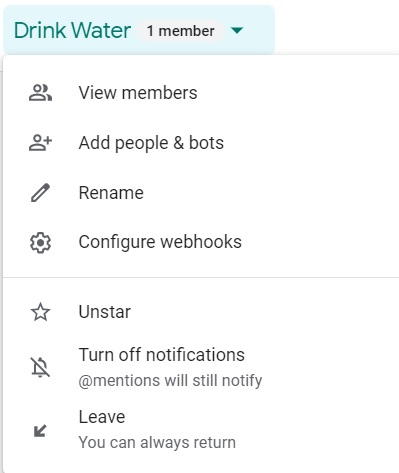 Drink Water 1 member
View members
Add people & bots
Rename
Configure webhooks
Unstar
Turn off notifications
@mentions will still notify
Leave
You can always return